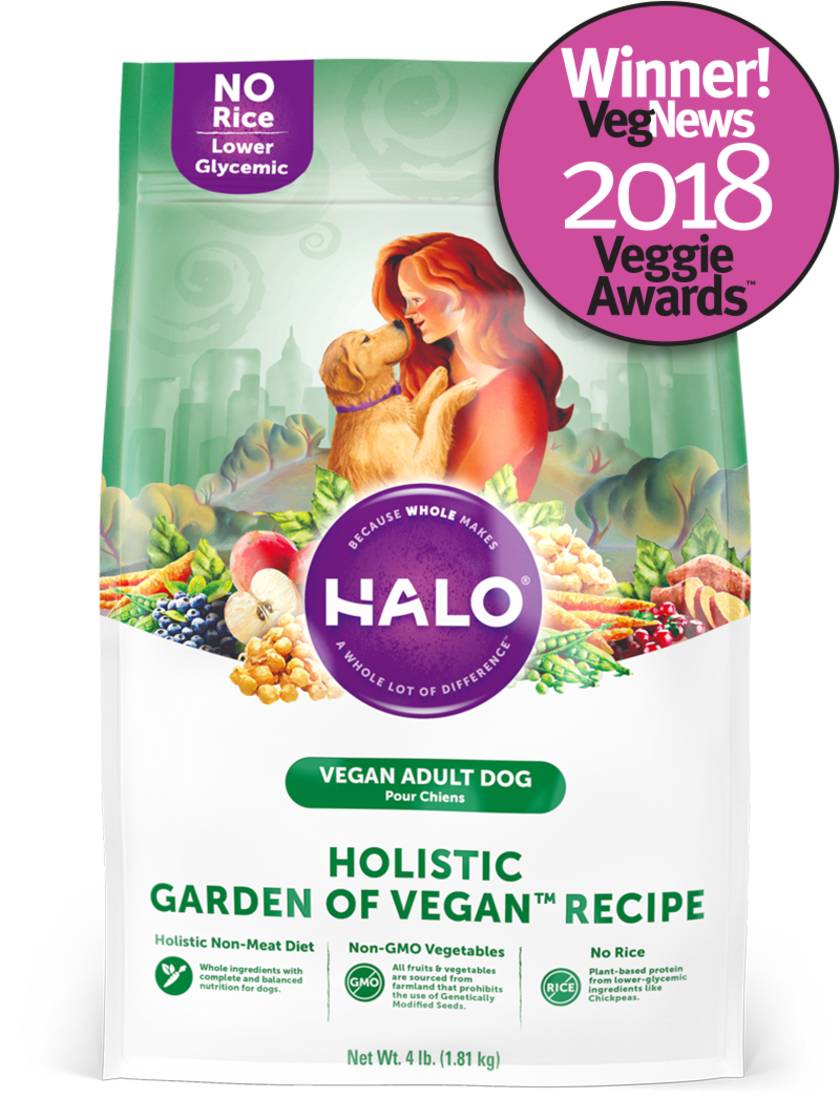 NO
Rice
Lower
Glycemic
Winner!
VegNews
2018
Veggie
Awards™
BECAUSE WHOLE MAKES
HALO®
A WHOLE LOT OF DIFFERENCE™
VEGAN ADULT DOG
Pour Chiens
HOLISTIC
GARDEN OF VEGAN™ RECIPE
Holistic Non-Meat Diet
Whole ingredients with
complete and balanced
nutrition for dogs.
Non-GMO Vegetables
GMO
All fruits & vegetables
are sourced from
farmland that prohibits
the use of Genetically
Modified Seeds.
No Rice
RICE
Plant-based protein
from lower-glycemic
ingredients like
Chickpeas.
Net Wt. 4 lb. (1.81 kg)